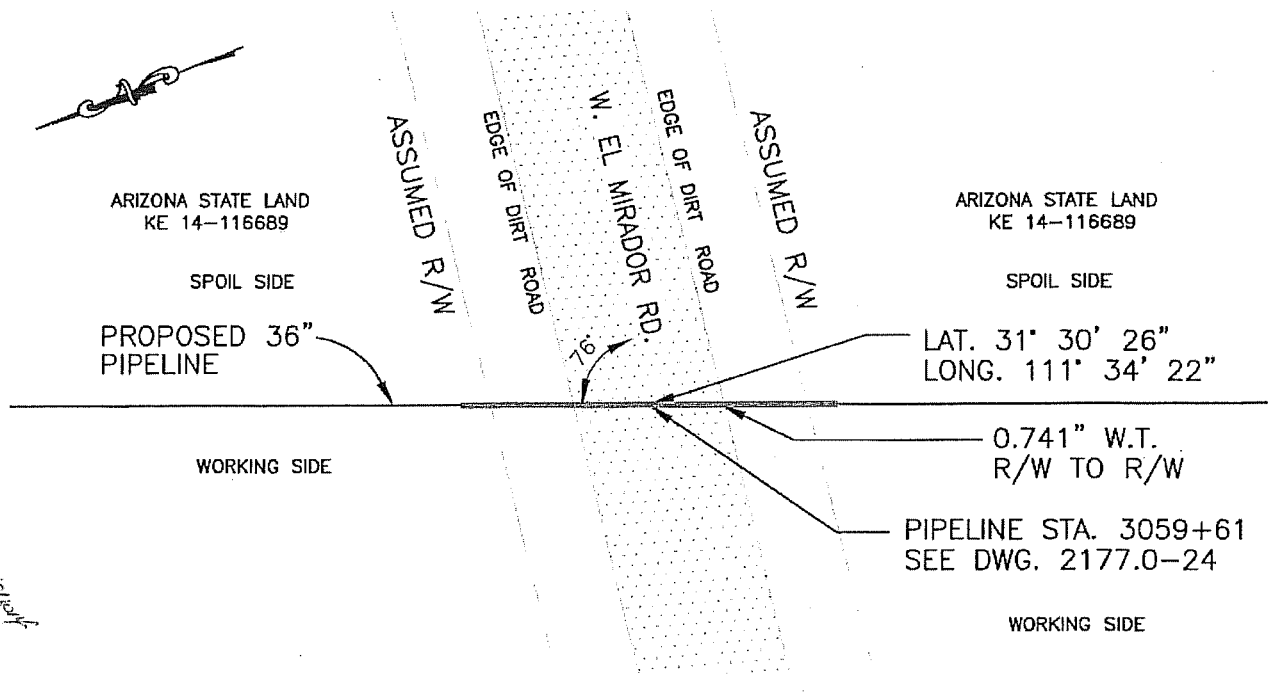 ARIZONA STATE LAND
KE 14-116689
SPOIL SIDE
PROPOSED 36"
PIPELINE
WORKING SIDE
ASSUMED R/W
EDGE OF DIRT ROAD
W. EL MIRADOR RD.
76°
EDGE OF DIRT ROAD
ASSUMED R/W
ARIZONA STATE LAND
KE 14-116689
SPOIL SIDE
LAT. 31° 30' 26"
LONG. 111° 34' 22"
0.741" W.T.
R/W TO R/W
PIPELINE STA. 3059+61
SEE DWG. 2177.0-24
WORKING SIDE